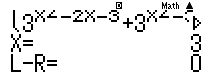 Math ▲
3^X2-2X-3+3^X2-
X= 3
L-R= 0